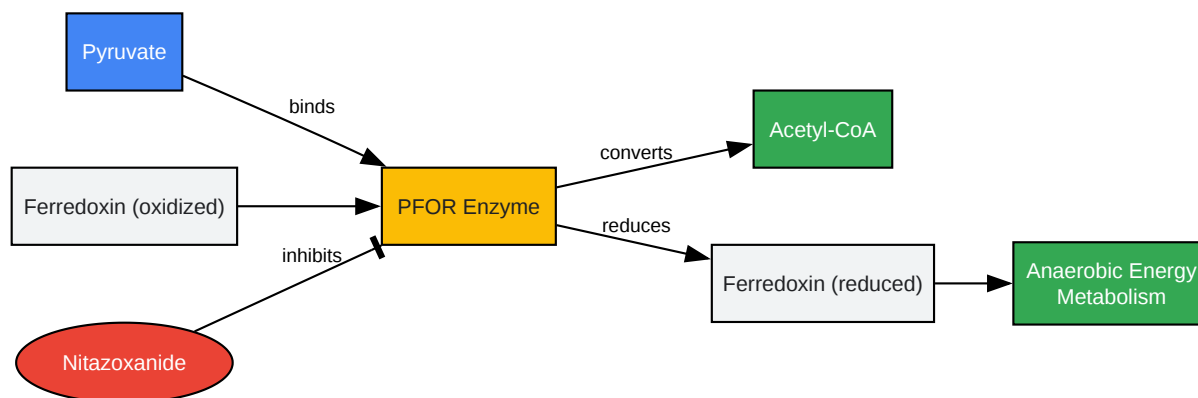 Pyruvate
binds
Acetyl-CoA
converts
Ferredoxin (oxidized)
PFOR Enzyme
reduces
inhibits
Ferredoxin (reduced)
Anaerobic Energy
Metabolism
Nitazoxanide